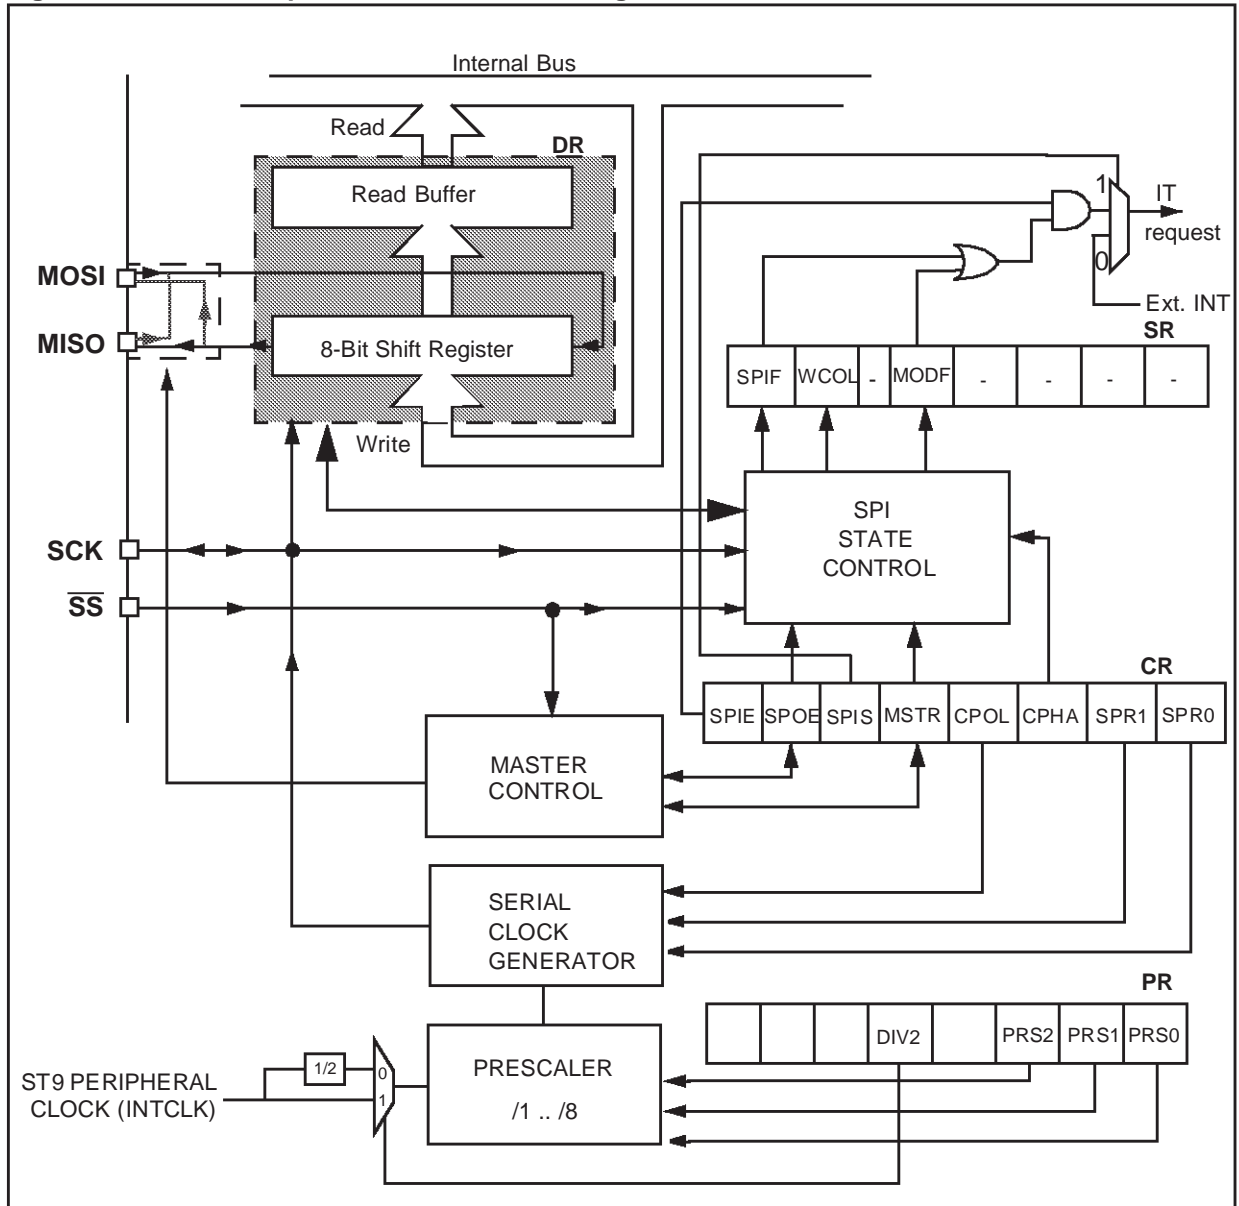 Internal Bus
Read
DR
Read Buffer
1
IT
request
MOSI
0
Ext. INT
MISO
8-Bit Shift Register
SR
SPIF WCOL - MODF - - - -
Write
SPI
STATE
CONTROL
SCK
SS
CR
SPIE SPOE SPIS MSTR CPOL CPHA SPR1 SPR0
MASTER
CONTROL
SERIAL
CLOCK
GENERATOR
PR
DIV2 PRS2 PRS1 PRS0
1/2
0
PRESCALER
ST9 PERIPHERAL
CLOCK (INTCLK)
1
/1 .. /8